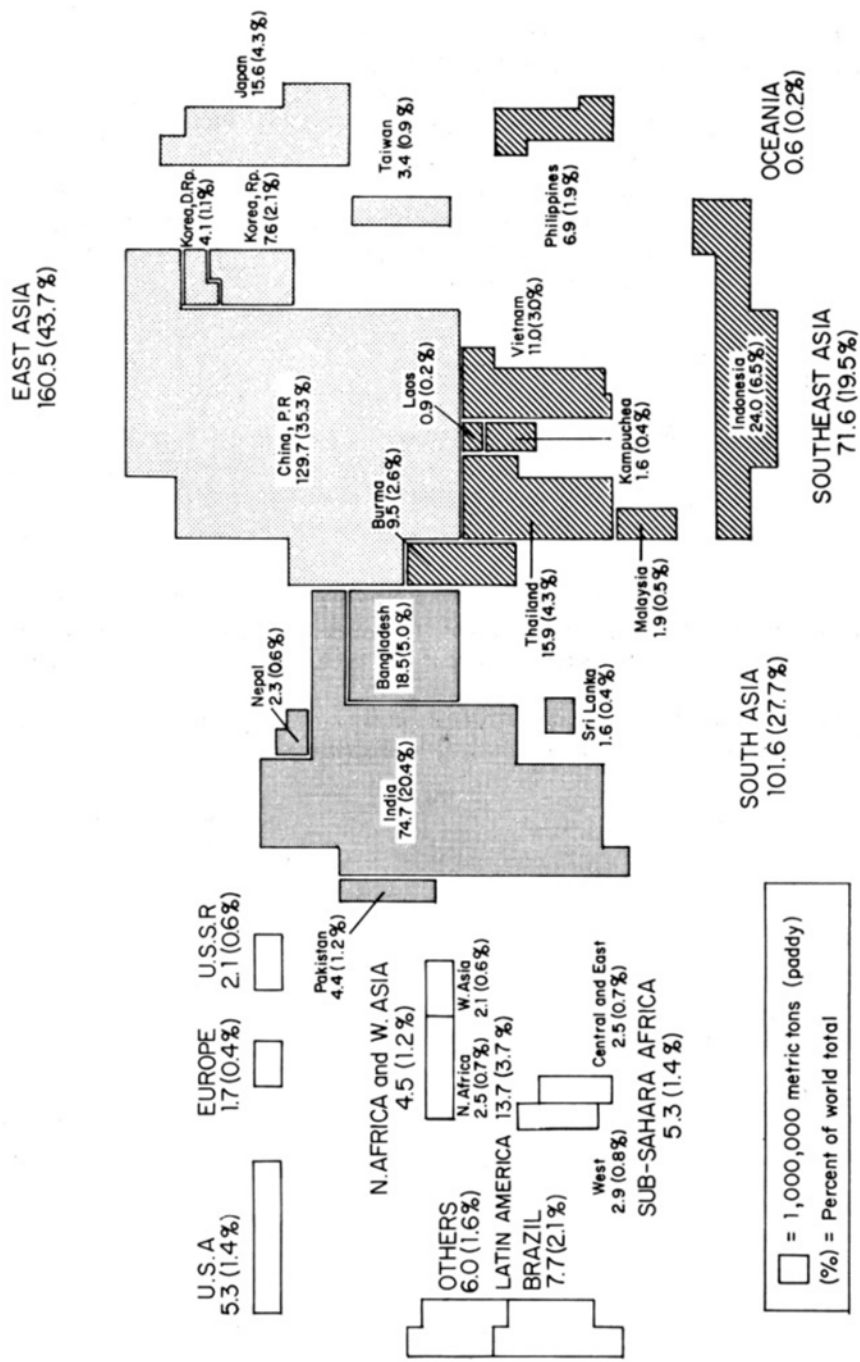 U.S.A
5.3 (1.4%)
EUROPE
1.7 (0.4%)
U.S.S.R
2.1 (0.6%)
EAST ASIA
160.5 (43.7%)
Nepal
2.3 (0.6%)
China, P.R
129.7 (35.3%)
Korea, D.Rp.
4.1 (1.1%)
Korea, Rp.
7.6 (2.1%)
Japan
15.6 (4.3%)
Taiwan
3.4 (0.9%)
Pakistan
4.4 (1.2%)
India
74.7 (20.4%)
Bangladesh
18.5 (5.0%)
Burma
9.5 (2.6%)
Laos
0.9 (0.2%)
Vietnam
11.0 (3.0%)
Philippines
6.9 (1.9%)
N.AFRICA and W. ASIA
4.5 (1.2%)
N.Africa
2.5 (0.7%)
W.Asia
2.1 (0.6%)
OTHERS
6.0 (1.6%)
LATIN AMERICA
13.7 (3.7%)
BRAZIL
7.7 (2.1%)
West
2.9 (0.8%)
Central and East
2.5 (0.7%)
SUB-SAHARA AFRICA
5.3 (1.4%)
Sri Lanka
1.6 (0.4%)
Thailand
15.9 (4.3%)
Kampuchea
1.6 (0.4%)
Malaysia
1.9 (0.5%)
Indonesia
24.0 (6.5%)
SOUTH ASIA
101.6 (27.7%)
SOUTHEAST ASIA
71.6 (19.5%)
OCEANIA
0.6 (0.2%)
= 1,000,000 metric tons (paddy)
(%) = Percent of world total